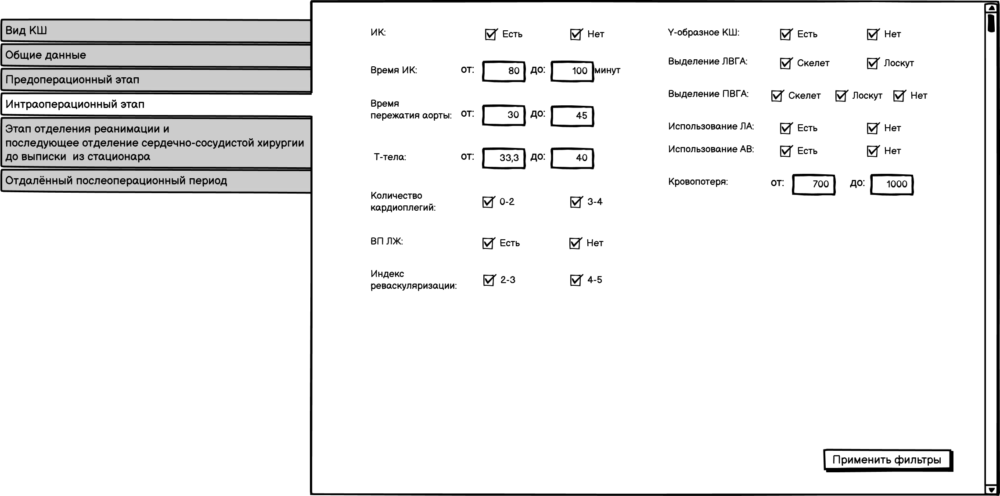 Вид КШ
Общие данные
Предоперационный этап
Интраоперационный этап
Этап отделения реанимации и
последующее отделение сердечно-сосудистой хирургии
до выписки  из стационара
Отдалённый послеоперационный период
ИК: Есть Нет
Время ИК: от: 80 до: 100 минут
Время
пережатия аорты: от: 30 до: 45
Т-тела: от: 33,3 до: 40
Количество
кардиоплегий: 0-2 3-4
ВП ЛЖ: Есть Нет
Индекс
реваскуляризации: 2-3 4-5
Y-образное КШ: Есть Нет
Выделение ЛВГА: Скелет Лоскут
Выделение ПВГА: Скелет Лоскут Нет
Использование ЛА: Есть Нет
Использование АВ: Есть Нет
Кровопотеря: от: 700 до: 1000
Применить фильтры